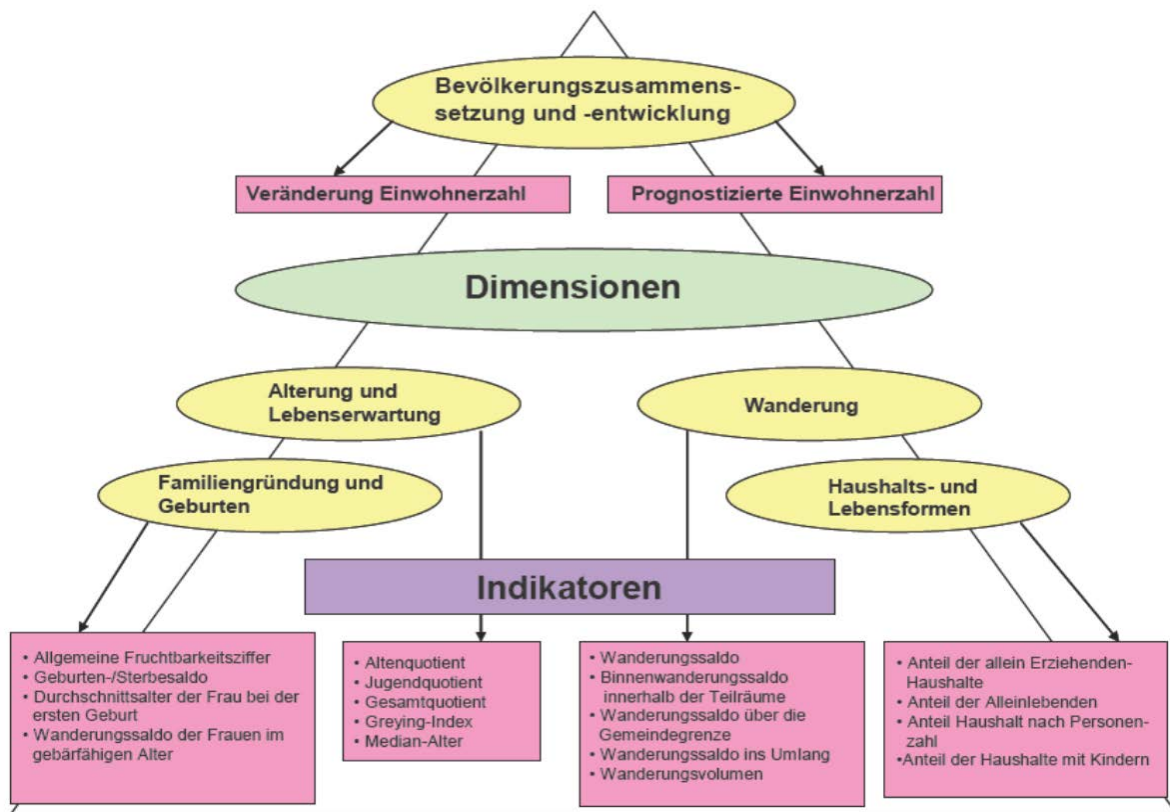 Bevölkerungszusammens-
setzung und -entwicklung
Veränderung Einwohnerzahl
Prognostizierte Einwohnerzahl
Dimensionen
Alterung und
Lebenserwartung
Wanderung
Familiengründung und
Geburten
Haushalts- und
Lebensformen
Indikatoren
• Allgemeine Fruchtbarkeitsziffer
• Geburten-/Sterbesaldo
• Durchschnittsalter der Frau bei der
ersten Geburt
• Wanderungssaldo der Frauen im
gebärfähigen Alter
• Altenquotient
• Jugendquotient
• Gesamtquotient
• Greying-Index
• Median-Alter
• Wanderungssaldo
• Binnenwanderungssaldo
innerhalb der Teilräume
• Wanderungssaldo über die
Gemeindegrenze
• Wanderungssaldo ins Umlang
• Wanderungsvolumen
• Anteil der allein Erziehenden-
Haushalte
• Anteil der Alleinlebenden
• Anteil Haushalt nach Personen-
zahl
•Anteil der Haushalte mit Kindern